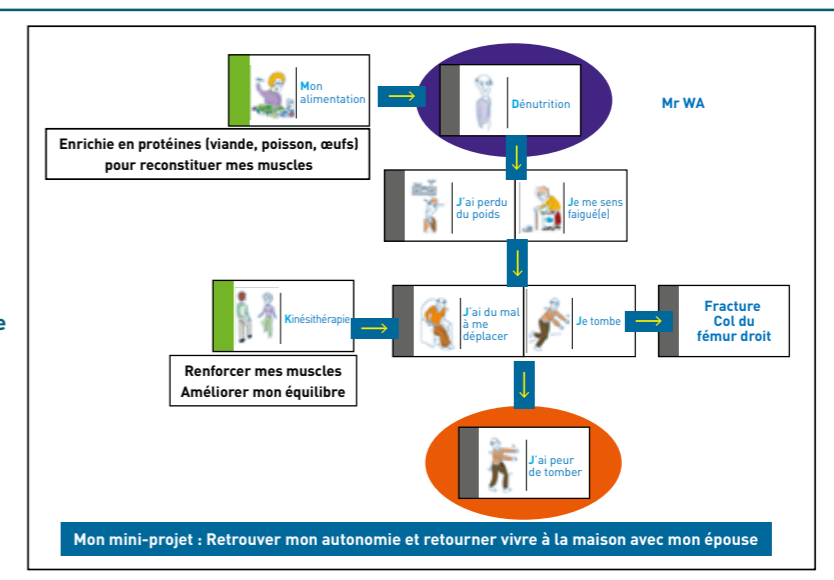 Mon
alimentation
Dénutrition
Mr WA
Enrichie en protéines (viande, poisson, œufs)
pour reconstituer mes muscles
J'ai perdu
du poids
Je me sens
faigué(e)
e
Kinésithérapie
J'ai du mal
à me
déplacer
Je tombe
Fracture
Col du
fémur droit
Renforcer mes muscles
Améliorer mon équilibre
J'ai peur
de tomber
Mon mini-projet : Retrouver mon autonomie et retourner vivre à la maison avec mon épouse